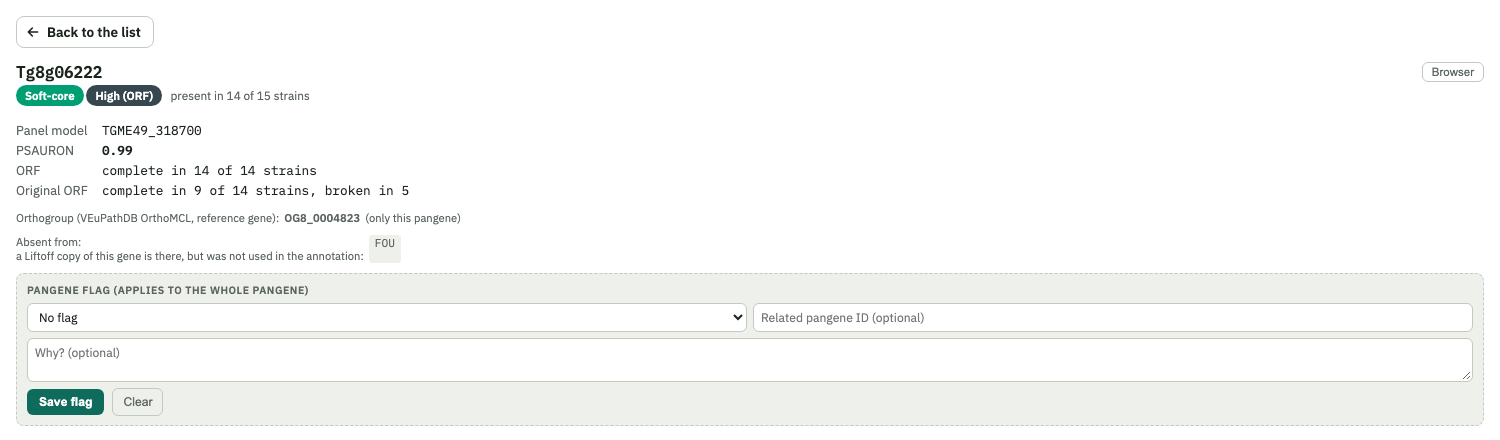 ← Back to the list
Tg8g06222
Browser
Soft-core High (ORF) present in 14 of 15 strains
Panel model TGME49_318700
PSAURON 0.99
ORF complete in 14 of 14 strains
Original ORF complete in 9 of 14 strains, broken in 5
Orthogroup (VEuPathDB OrthoMCL, reference gene): OG8_0004823 (only this pangene)
Absent from:
a Liftoff copy of this gene is there, but was not used in the annotation: FOU
PANGENE FLAG (APPLIES TO THE WHOLE PANGENE)
No flag
Related pangene ID (optional)
Why? (optional)
Save flag Clear